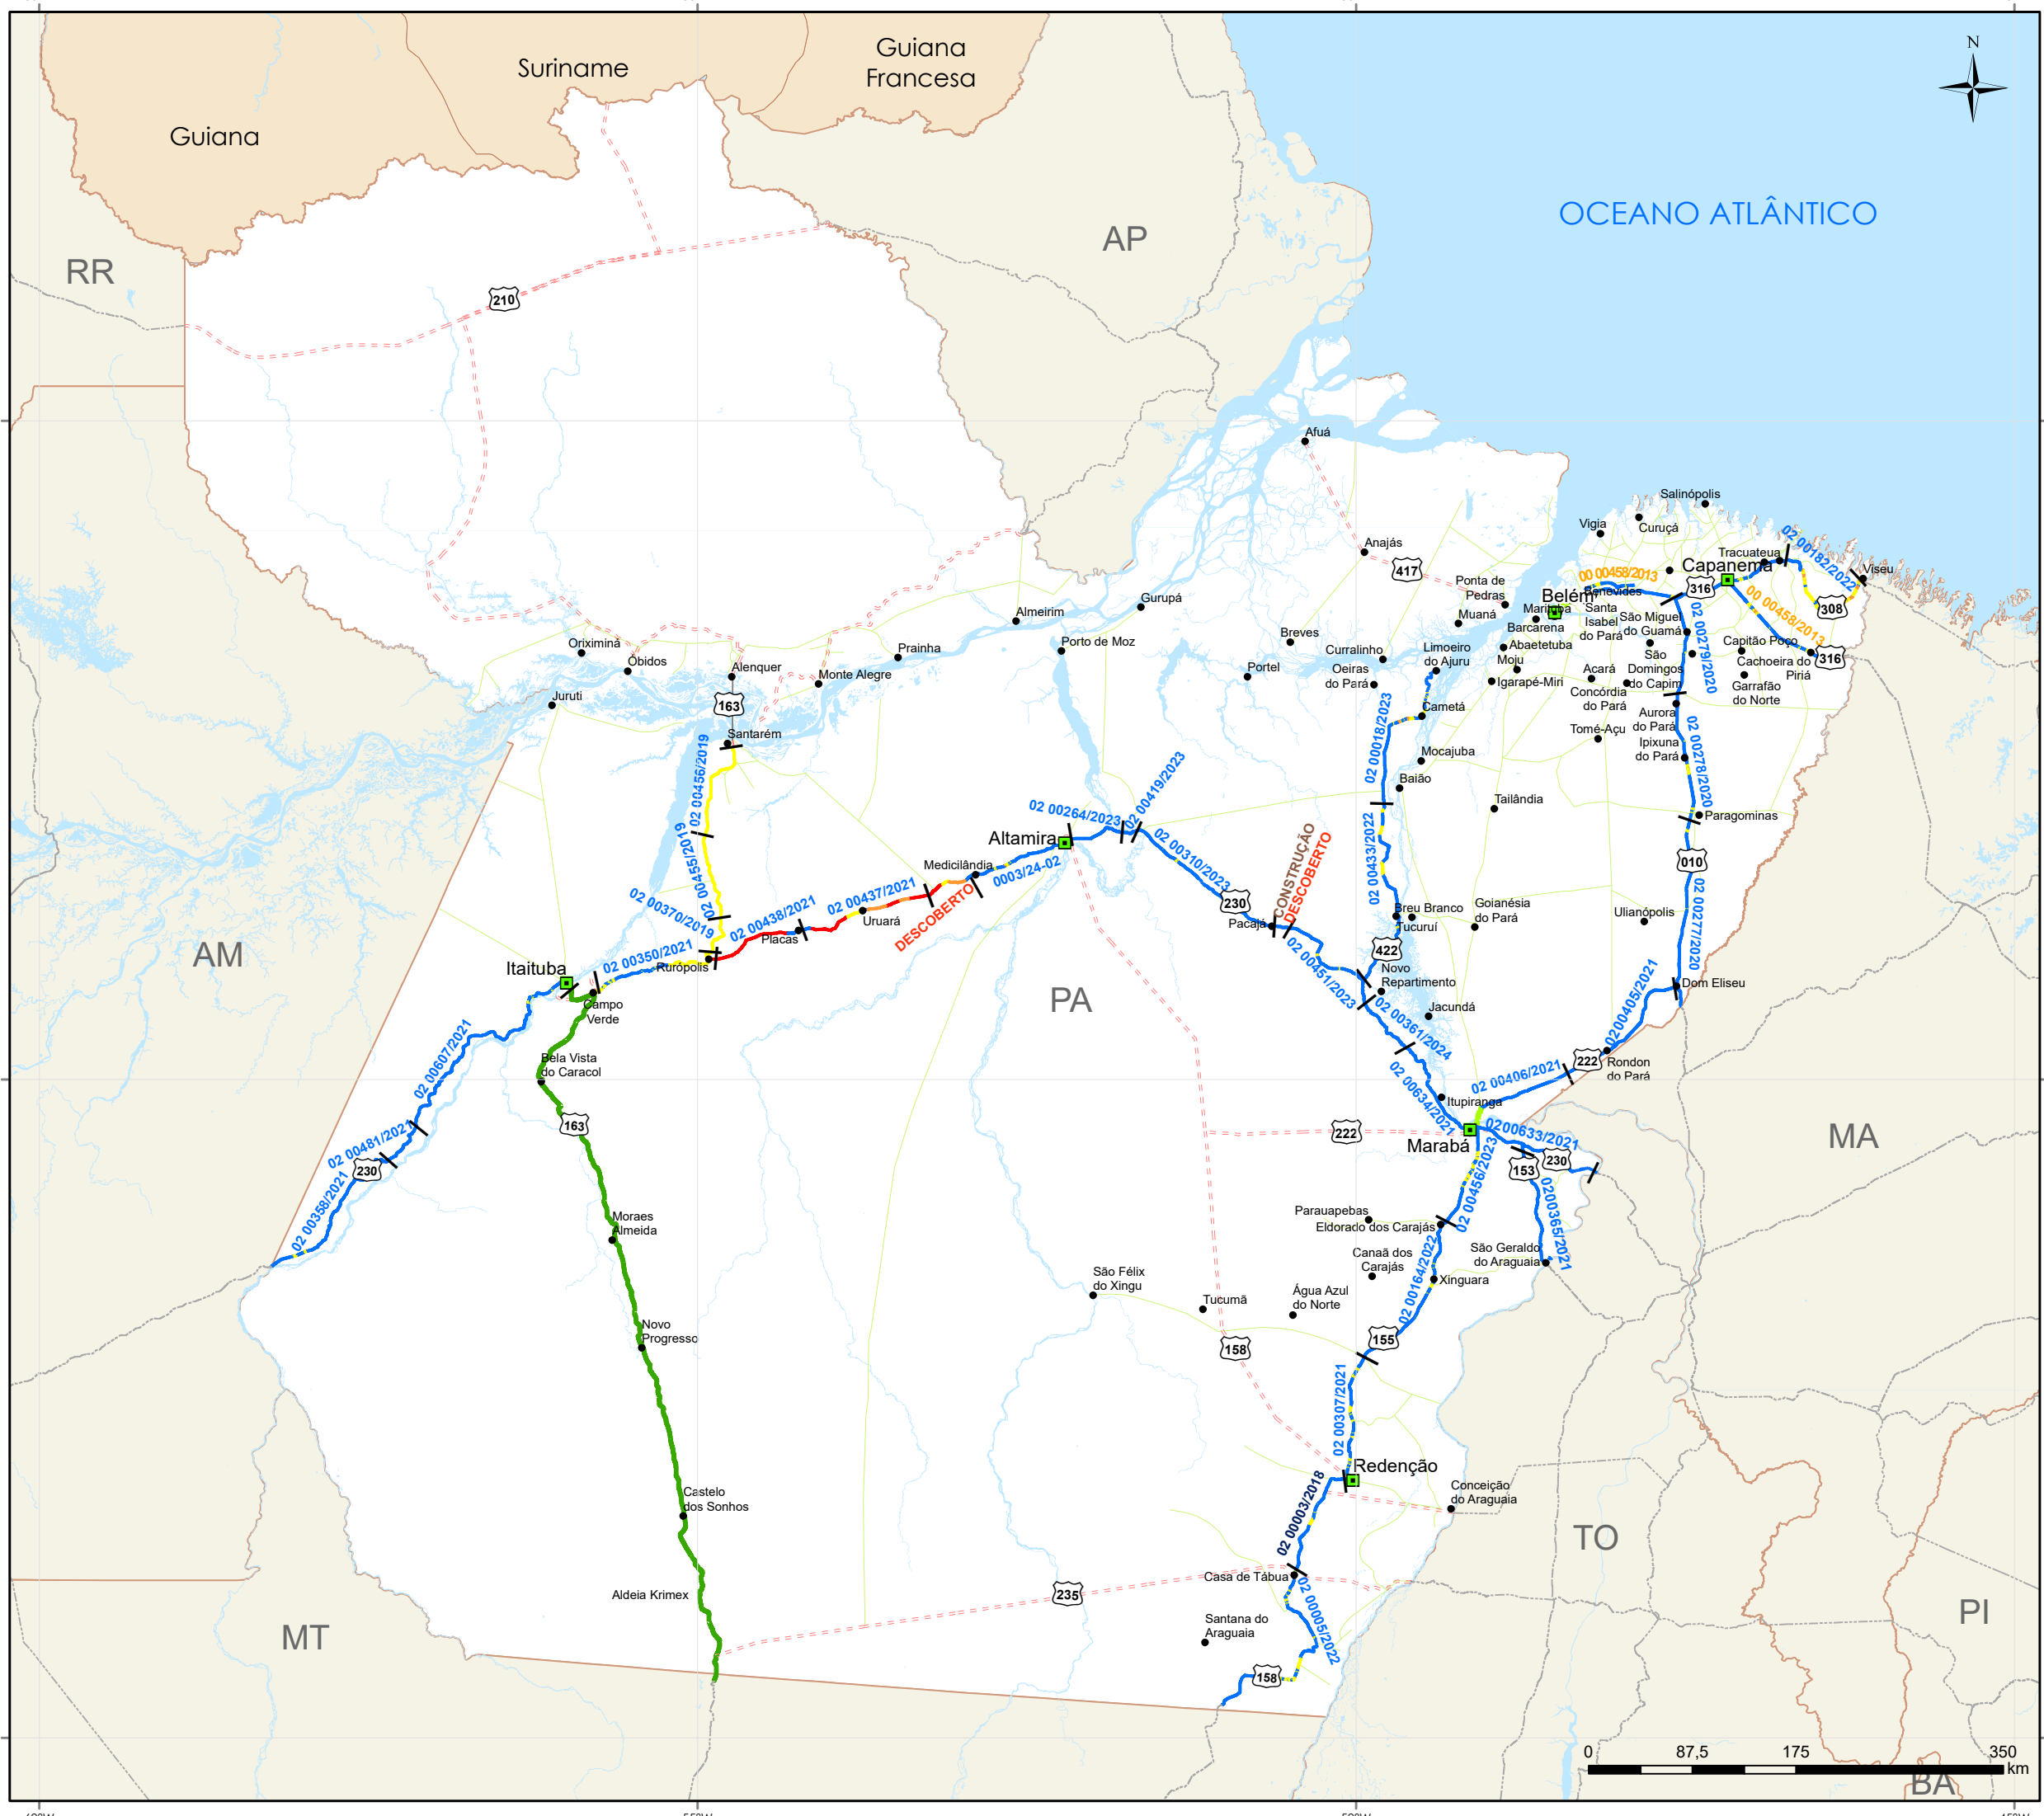 Suriname
Guiana
Francesa
Guiana
N
OCEANO ATLÂNTICO
AP
RR
210
Afuá
Salinópolis
Vigia
Curuçá
Anajás
417
Tracuateua
02 00182/2022
Viseu
Capanema
00 00458/2013
316
308
Ponta de
Pedras
Belém
Benevides
Marituba
Santa
Isabel
do Pará
00 00458/2013
Gurupá
Almeirim
Muaná
Barcarena
São Miguel
do Guamá
02 00279/2020
Porto de Moz
Breves
Curralinho
Limoeiro
do Ajuru
Abaetetuba
Moju
São
Domingos
do Capim
Capitão Poço
Cachoeira do
Piriá
316
Oriximiná
Óbidos
Alenquer
Prainha
Monte Alegre
Portel
Oeiras
do Pará
Igarapé-Miri
Acará
Concórdia
do Pará
Garrafão
do Norte
Juruti
163
Cametá
Aurora
do Pará
Santarém
02 00456/2019
02 00018/2023
Mocajuba
Tomé-Açu
Ipixuna
do Pará
02 00278/2020
Baião
Tailândia
Paragominas
02 00264/2023
02 00419/2023
Altamira
02 00310/2023
02 00455/2019
Medicilândia
0003/24-02
CONSTRUÇÃO
DESCOBERTO
02 00433/2022
010
02 00370/2019
02 00438/2021
02 00437/2021
Uruará
Placas
DESCOBERTO
230
Pacajá
Breu Branco
Tucuruí
Goianésia
do Pará
Ulianópolis
02 00277/2020
AM
02 00350/2021
Rurópolis
Itaituba
Campo
Verde
422
02 00451/2023
Novo
Repartimento
Jacundá
02 00361/2024
02 00405/2021
Dom Eliseu
PA
02 00607/2021
Bela Vista
do Caracol
222
Rondon
do Pará
02 00406/2021
Itupiranga
02 00634/2021
163
222
Marabá
02 00633/2021
MA
02 00481/2021
230
02 00358/2021
153
230
02 00456/2023
02 00365/2021
Moraes
Almeida
Parauapebas
Eldorado dos Carajás
Canaã dos
Carajás
São Geraldo
do Araguaia
São Félix
do Xingu
Tucumã
Água Azul
do Norte
Xinguara
02 00164/2022
Novo
Progresso
158
155
02 00307/2021
Redenção
Castelo
dos Sonhos
02 00003/2018
Conceição
do Araguaia
TO
Casa de Tábua
Aldeia Krimex
235
02 00005/2022
Santana do
Araguaia
MT
PI
158
0 87,5 175 350
km
BA